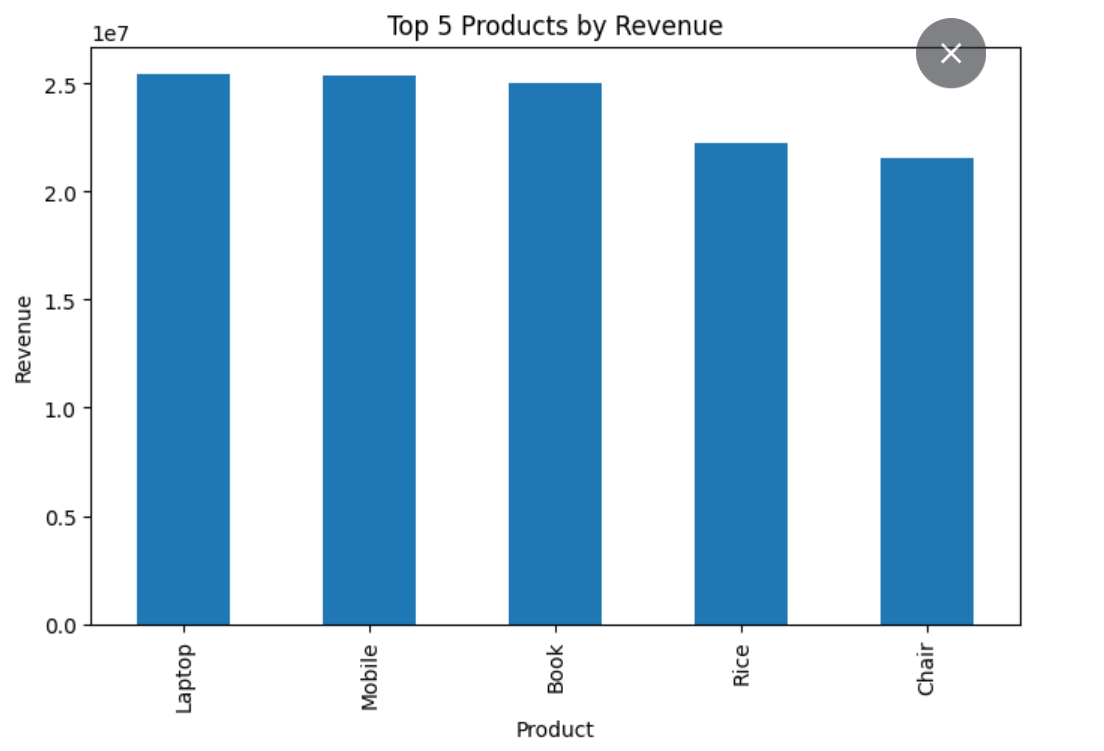 Top 5 Products by Revenue
1e7
2.5
2.0
1.5
1.0
0.5
0.0
Revenue
Laptop
Mobile
Book
Rice
Chair
Product